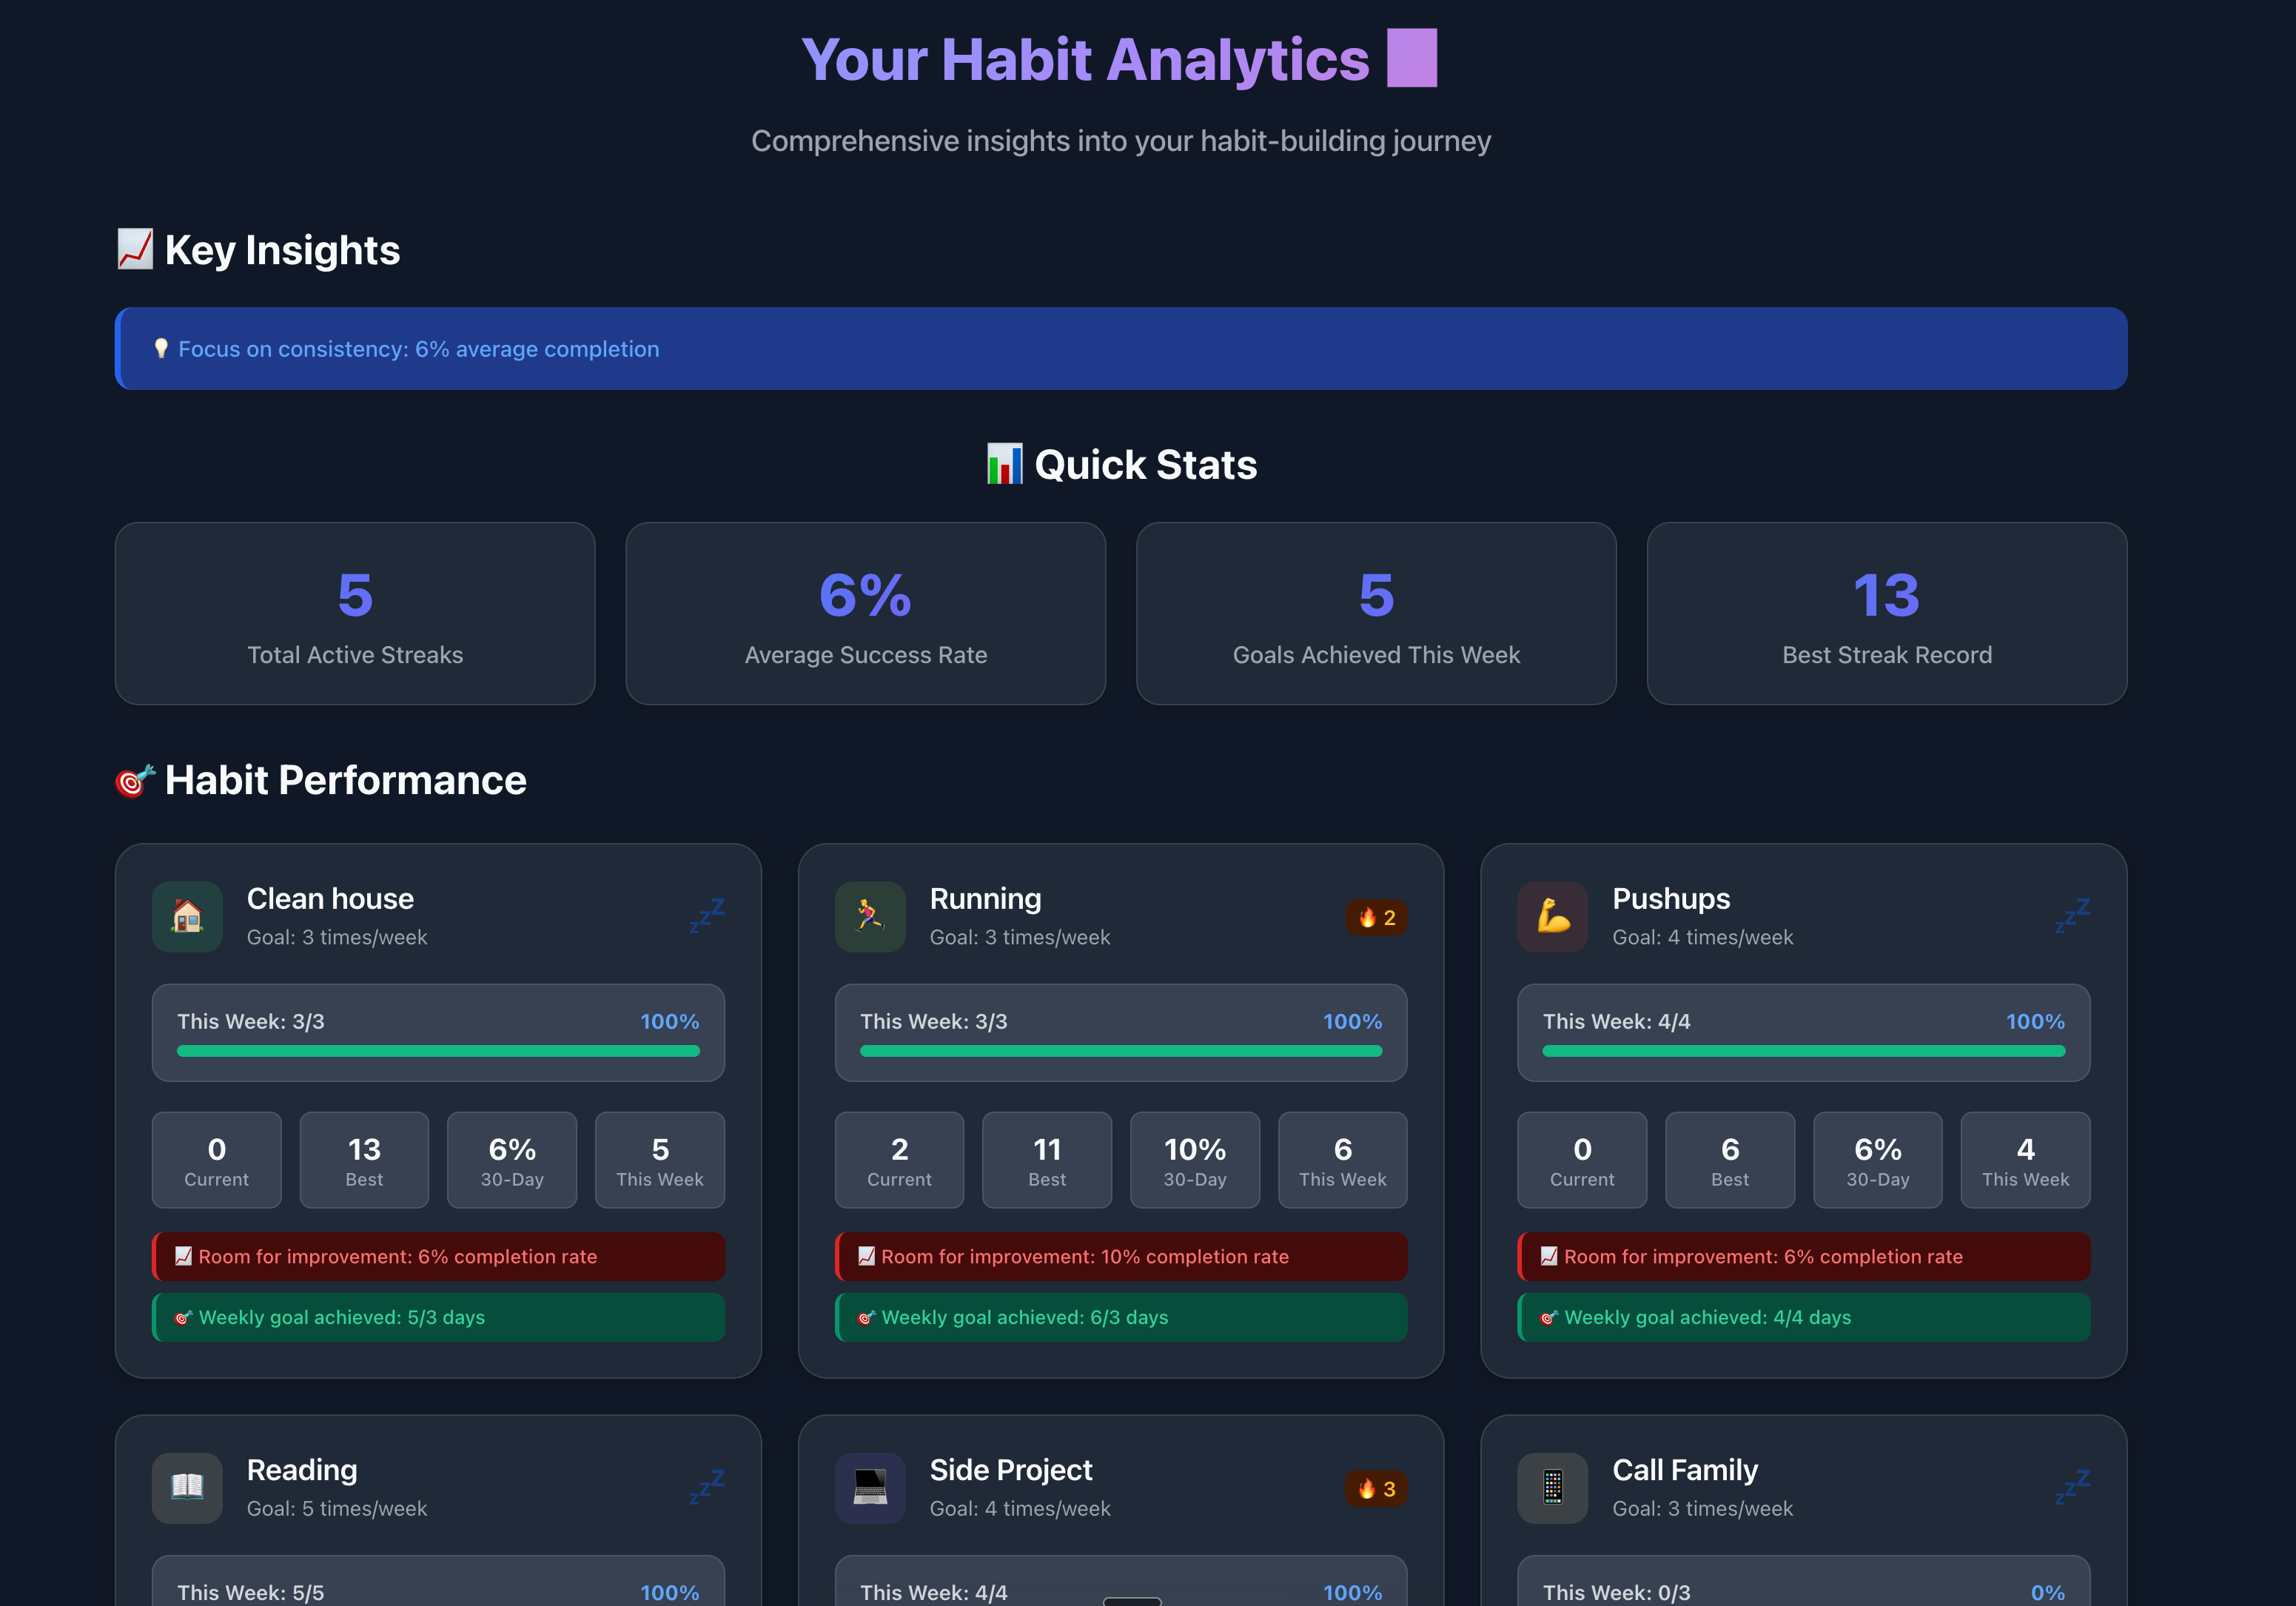 Your Habit Analytics
Comprehensive insights into your habit-building journey
📈 Key Insights
💡 Focus on consistency: 6% average completion
📊 Quick Stats
5
Total Active Streaks
6%
Average Success Rate
5
Goals Achieved This Week
13
Best Streak Record
🎯 Habit Performance
Clean house
Goal: 3 times/week
💤
This Week: 3/3 100%
0
Current
13
Best
6%
30-Day
5
This Week
📈 Room for improvement: 6% completion rate
🎯 Weekly goal achieved: 5/3 days
Running
Goal: 3 times/week
🔥 2
This Week: 3/3 100%
2
Current
11
Best
10%
30-Day
6
This Week
📈 Room for improvement: 10% completion rate
🎯 Weekly goal achieved: 6/3 days
Pushups
Goal: 4 times/week
💤
This Week: 4/4 100%
0
Current
6
Best
6%
30-Day
4
This Week
📈 Room for improvement: 6% completion rate
🎯 Weekly goal achieved: 4/4 days
Reading
Goal: 5 times/week
💤
This Week: 5/5 100%
Side Project
Goal: 4 times/week
🔥 3
This Week: 4/4 100%
Call Family
Goal: 3 times/week
💤
This Week: 0/3 0%